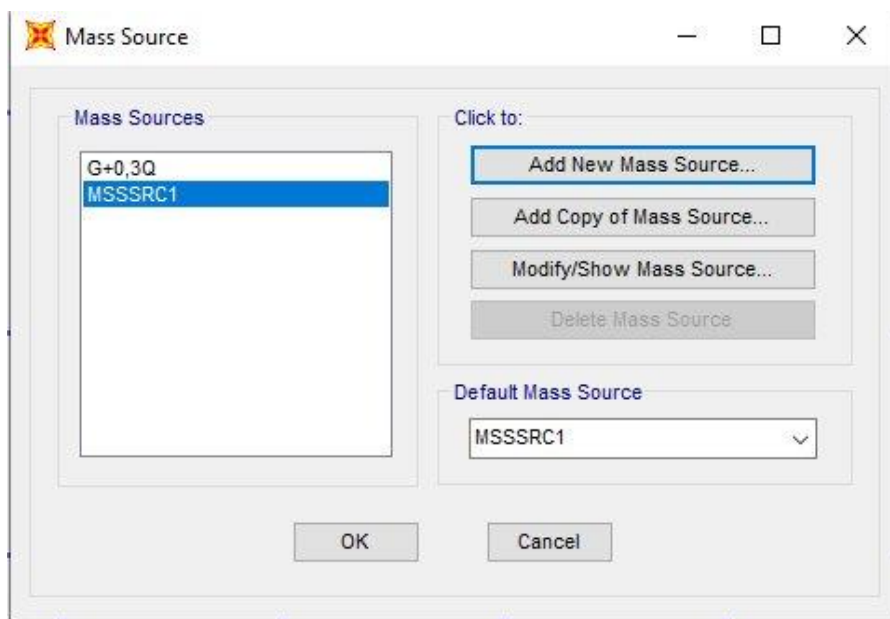 Mass Source
Mass Sources
G+0,3Q
MSSSRC1
Click to:
Add New Mass Source...
Add Copy of Mass Source...
Modify/Show Mass Source...
Delete Mass Source
Default Mass Source
MSSSRC1
OK
Cancel